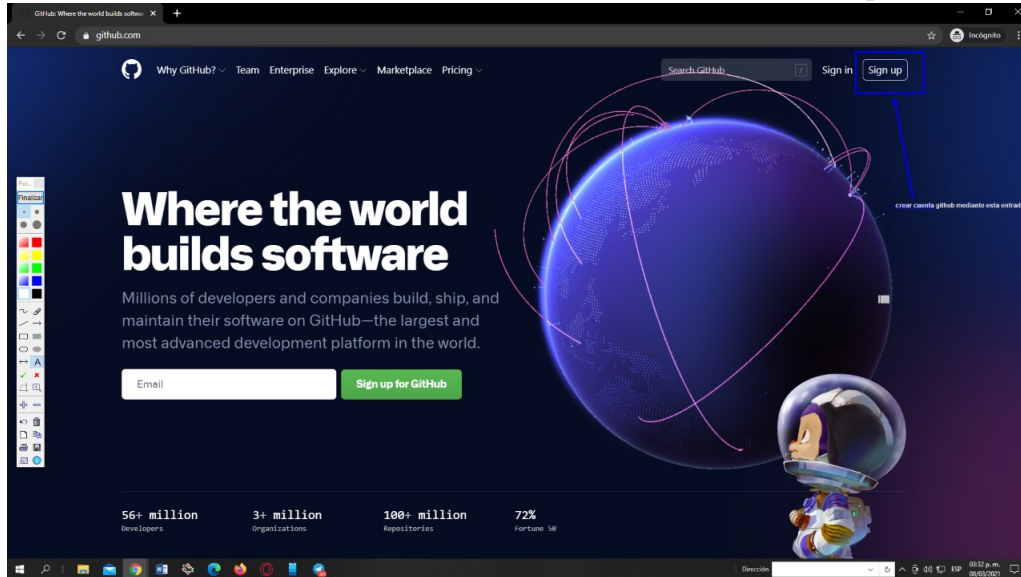 GitHub: Where the world builds softwar
github.com
Incógnito
Why GitHub?
Team
Enterprise
Explore
Marketplace
Pricing
Search GitHub
/
Sign in
Sign up
crear cuenta github mediante esta entrada
Finalizar
A
Where the world
builds software
Millions of developers and companies build, ship, and
maintain their software on GitHub—the largest and
most advanced development platform in the world.
Email
Sign up for GitHub
56+ million
Developers
3+ million
Organizations
100+ million
Repositories
72%
Fortune 50
Dirección
ESP
03:32 p. m.
08/03/2021